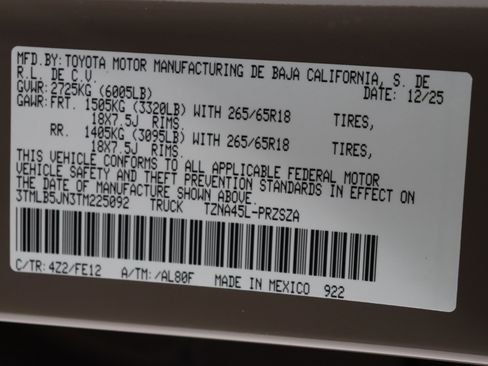 MFD.BY:TOYOTA MOTOR MANUFACTURING DE BAJA CALIFORNIA, S. DE
R.L. DE C.V. DATE: 12/25
GVWR: 2725KG (6005LB)
GAWR:FRT. 1505KG (3320LB) WITH 265/65R18 TIRES,
18X7.5J RIMS
RR. 1405KG (3095LB) WITH 265/65R18 TIRES,
18X7.5J RIMS
THIS VEHICLE CONFORMS TO ALL APPLICABLE FEDERAL MOTOR
VEHICLE SAFETY AND THEFT PREVENTION STANDARDS IN EFFECT ON
THE DATE OF MANUFACTURE SHOWN ABOVE.
3TMLB5JN3TM225092 TRUCK TZNA45L-PRZSZA
C/TR: 4Z2/FE12 A/TM: /AL80F MADE IN MEXICO 922